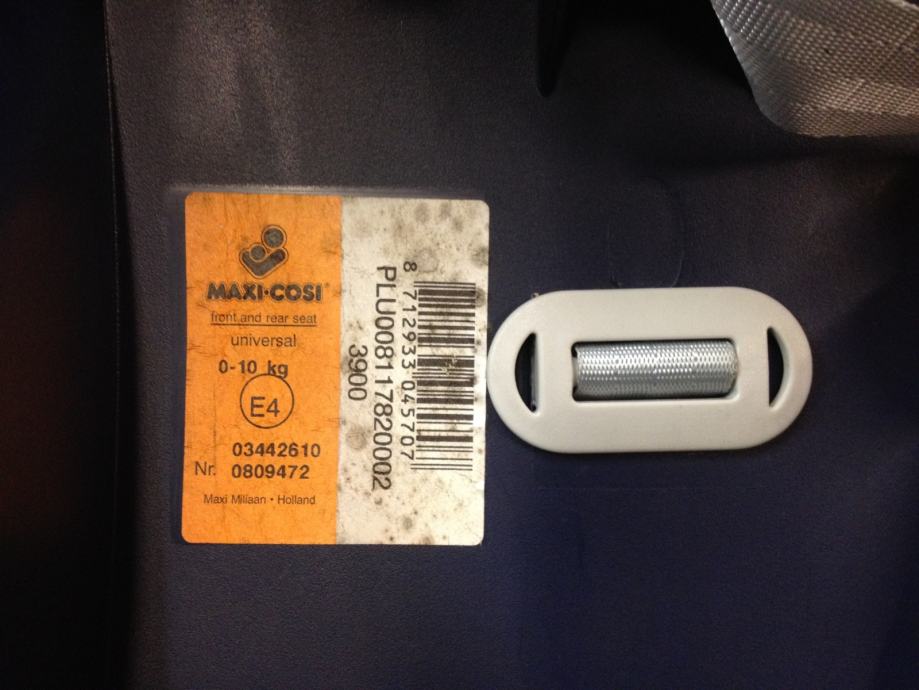 MAXI·COSI®
front and rear seat
universal
0-10 kg
E4
03442610
Nr. 0809472
Maxi Miliaan • Holland
8 712933 045707
PLU008117820002
3900